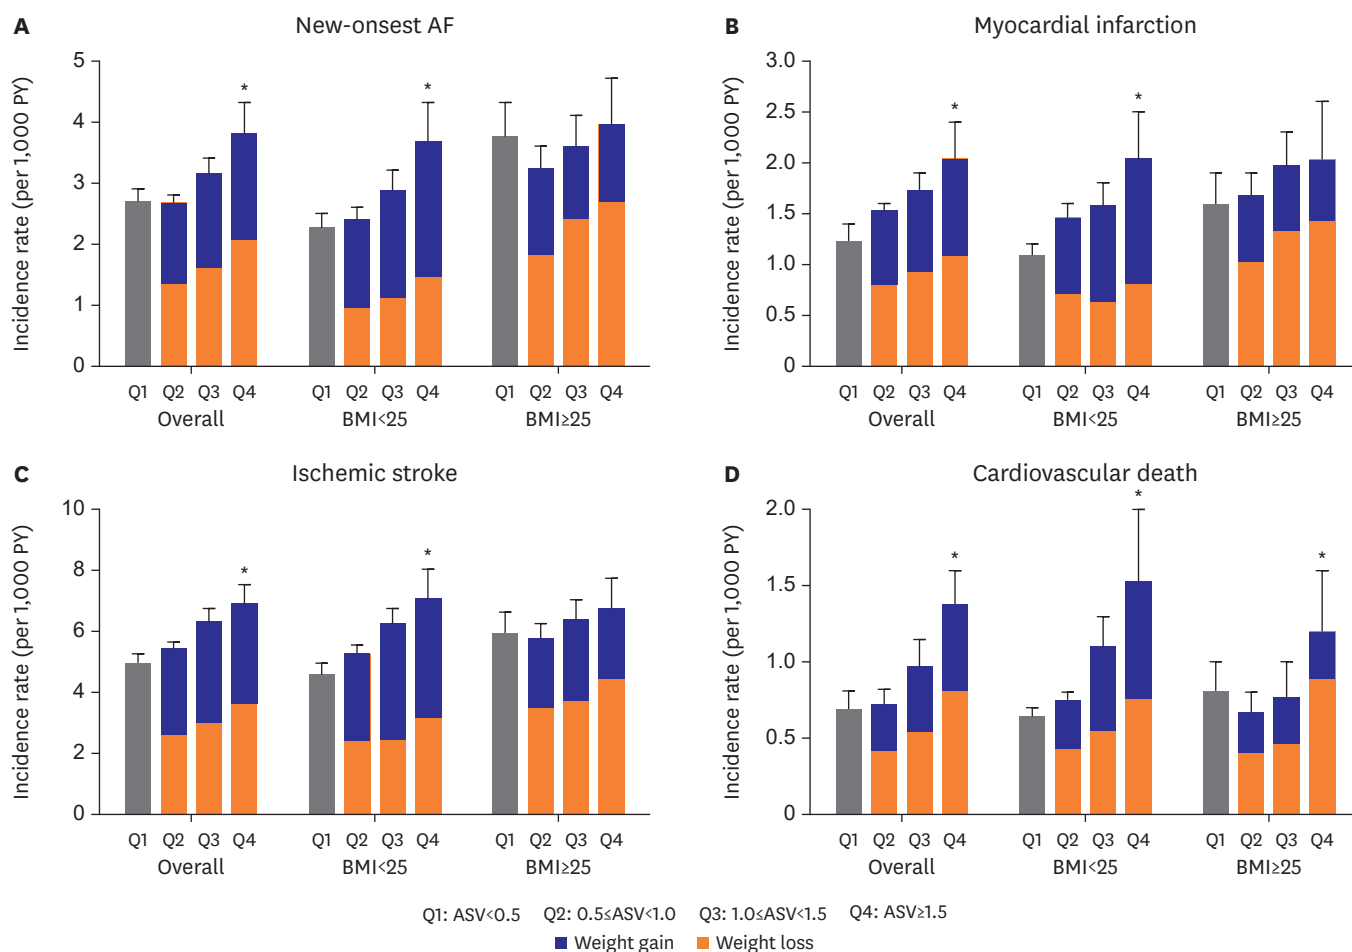 A New-onsest AF
Incidence rate (per 1,000 PY)
5
4
3
2
1
0
*
*
Q1 Q2 Q3 Q4 Q1 Q2 Q3 Q4 Q1 Q2 Q3 Q4
Overall BMI<25 BMI≥25
B Myocardial infarction
Incidence rate (per 1,000 PY)
3.0
2.5
2.0
1.5
1.0
0.5
0
*
*
Q1 Q2 Q3 Q4 Q1 Q2 Q3 Q4 Q1 Q2 Q3 Q4
Overall BMI<25 BMI≥25
C Ischemic stroke
Incidence rate (per 1,000 PY)
10
8
6
4
2
0
*
*
Q1 Q2 Q3 Q4 Q1 Q2 Q3 Q4 Q1 Q2 Q3 Q4
Overall BMI<25 BMI≥25
D Cardiovascular death
Incidence rate (per 1,000 PY)
2.0
1.5
1.0
0.5
0
*
*
*
Q1 Q2 Q3 Q4 Q1 Q2 Q3 Q4 Q1 Q2 Q3 Q4
Overall BMI<25 BMI≥25
Q1: ASV<0.5 Q2: 0.5≤ASV<1.0 Q3: 1.0≤ASV<1.5 Q4: ASV≥1.5
Weight gain Weight loss